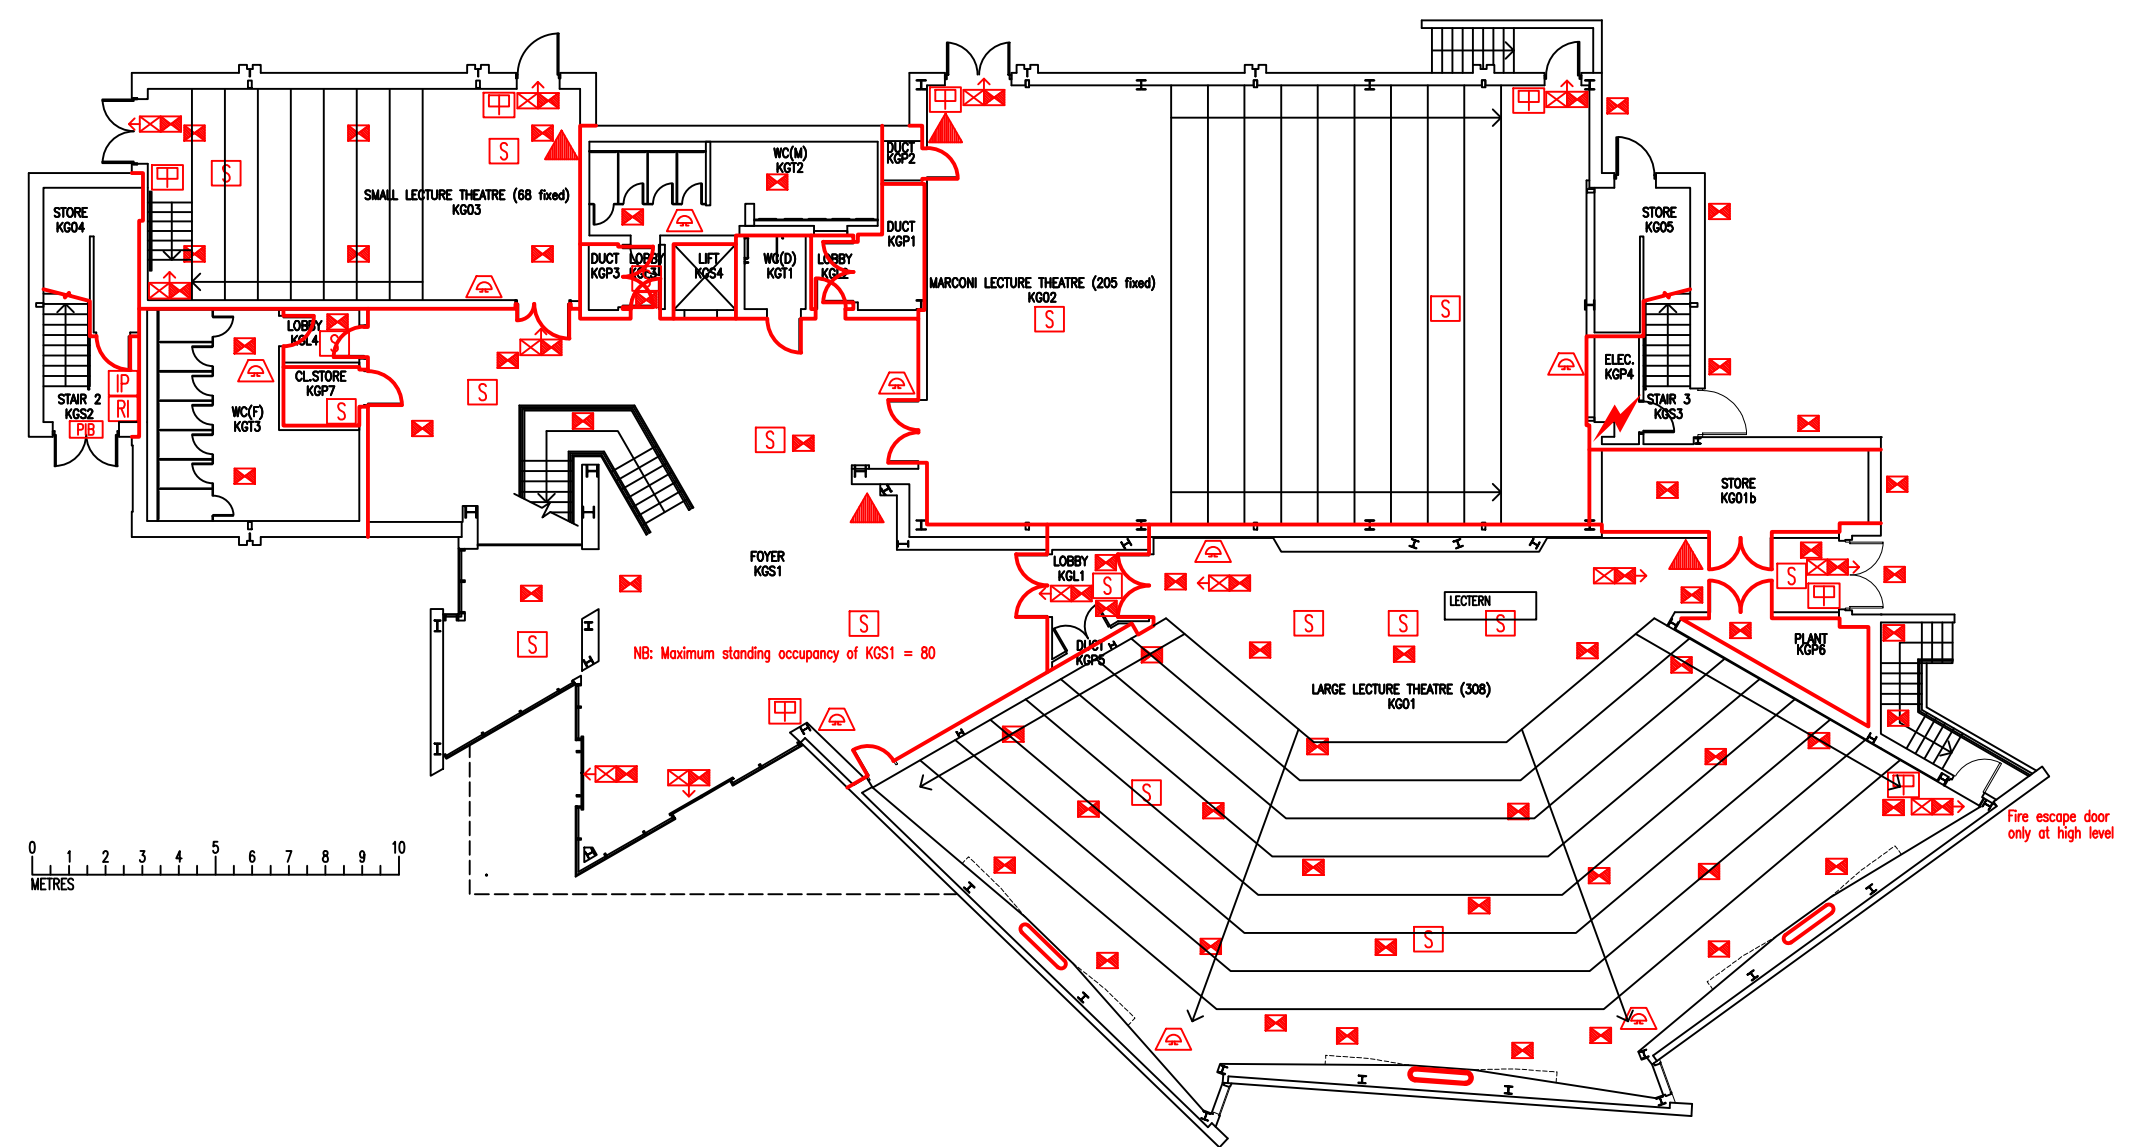 DUCT
KGP2
WC(M)
KGT2
S
S
SMALL LECTURE THEATRE (68 fixed)
KG03
STORE
KG04
STORE
KG05
DUCT
KGP1
DUCT
KGP3
LOBBY
KGL3
LIFT
KGS4
WC(D)
KGT1
LOBBY
KGL2
MARCONI LECTURE THEATRE (205 fixed)
KG02
S
S
LOBBY
KGL4
S
CL.STORE
KGP7
S
S
ELEC.
KGP4
IP
RI
STAIR 2
KGS2
PIB
WC(F)
KGT3
STAIR 3
KGS3
S
STORE
KG01b
FOYER
KGS1
LOBBY
KGL1
S
S
LECTERN
S
S
S
S
S
NB: Maximum standing occupancy of KGS1 = 80
DUCT
KGP5
PLANT
KGP6
LARGE LECTURE THEATRE (308)
KG01
S
S
Fire escape door
only at high level
0 1 2 3 4 5 6 7 8 9 10
METRES